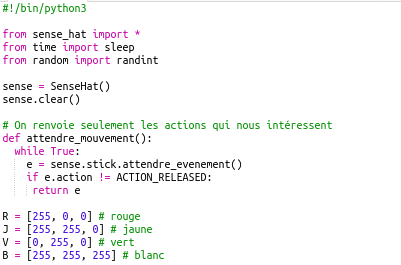 #!/bin/python3
from sense_hat import *
from time import sleep
from random import randint
sense = SenseHat()
sense.clear()
# On renvoie seulement les actions qui nous intéressent
def attendre_mouvement():
  while True:
    e = sense.stick.attendre_evenement()
    if e.action != ACTION_RELEASED:
     return e
R = [255, 0, 0] # rouge
J = [255, 255, 0] # jaune
V = [0, 255, 0] # vert
B = [255, 255, 255] # blanc